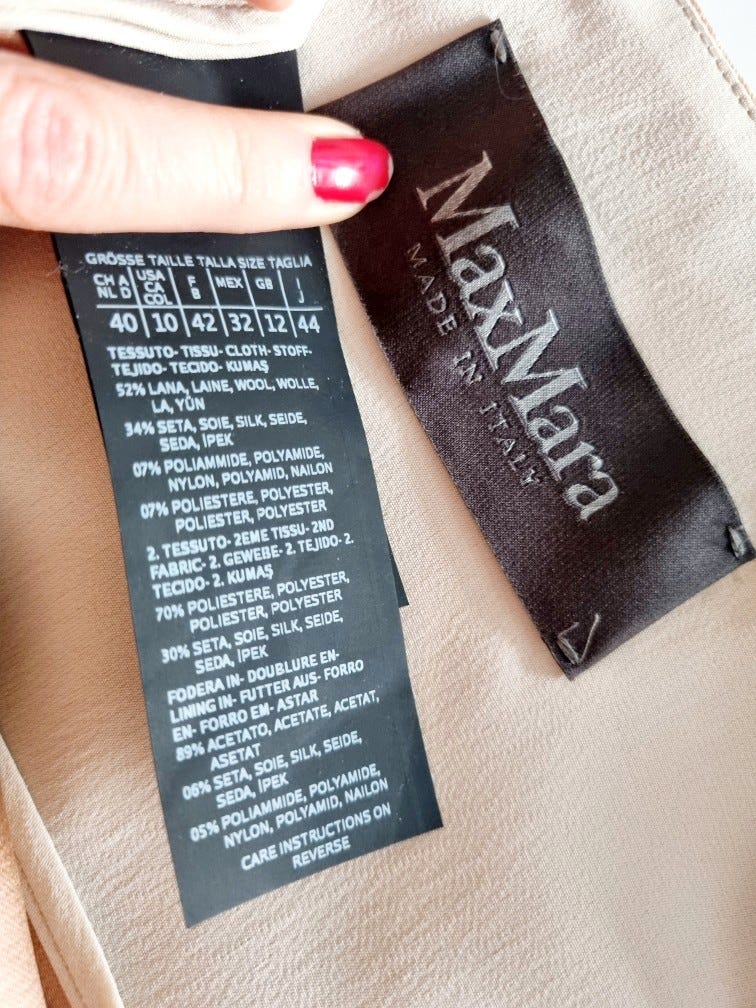 GRÖSSE TAILLE TALLA SIZE TAGLIA
CH A USA F MEX GB I
NL D CA B J
COL
40 10 42 32 12 44
TESSUTO- TISSU- CLOTH- STOFF-
TEJIDO- TECIDO- KUMAŞ
52% LANA, LAINE, WOOL, WOLLE,
LA, YÜN
34% SETA, SOIE, SILK, SEIDE,
SEDA, İPEK
07% POLIAMMIDE, POLYAMIDE,
NYLON, POLYAMID, NAILON
07% POLIESTERE, POLYESTER,
POLIESTER, POLYESTER
2. TESSUTO- 2EME TISSU- 2ND
FABRIC- 2. GEWEBE- 2. TEJIDO- 2.
TECIDO- 2. KUMAŞ
70% POLIESTERE, POLYESTER,
POLIESTER, POLYESTER
30% SETA, SOIE, SILK, SEIDE,
SEDA, İPEK
FODERA IN- DOUBLURE EN-
LINING IN- FUTTER AUS- FORRO
EN- FORRO EM- ASTAR
89% ACETATO, ACETATE, ACETAT,
ASETAT
06% SETA, SOIE, SILK, SEIDE,
SEDA, İPEK
05% POLIAMMIDE, POLYAMIDE,
NYLON, POLYAMID, NAILON
CARE INSTRUCTIONS ON
REVERSE
MaxMara
MADE IN ITALY